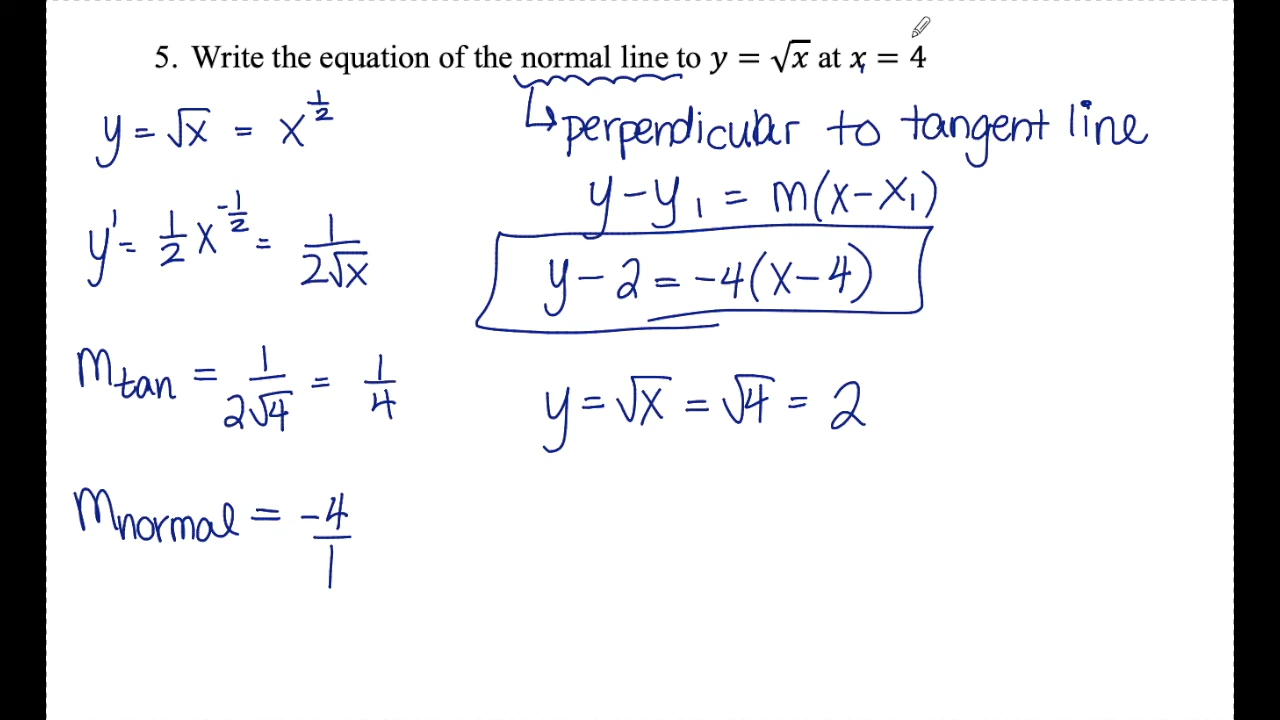 5. Write the equation of the normal line to y = √x at x₁ = 4
↳ perpendicular to tangent line
y = √x = x^(1/2)
y' = 1/2 x^(-1/2) = 1/(2√x)
m_tan = 1/(2√4) = 1/4
m_normal = -4/1
y - y₁ = m(x - x₁)
y - 2 = -4(x - 4)
y = √x = √4 = 2